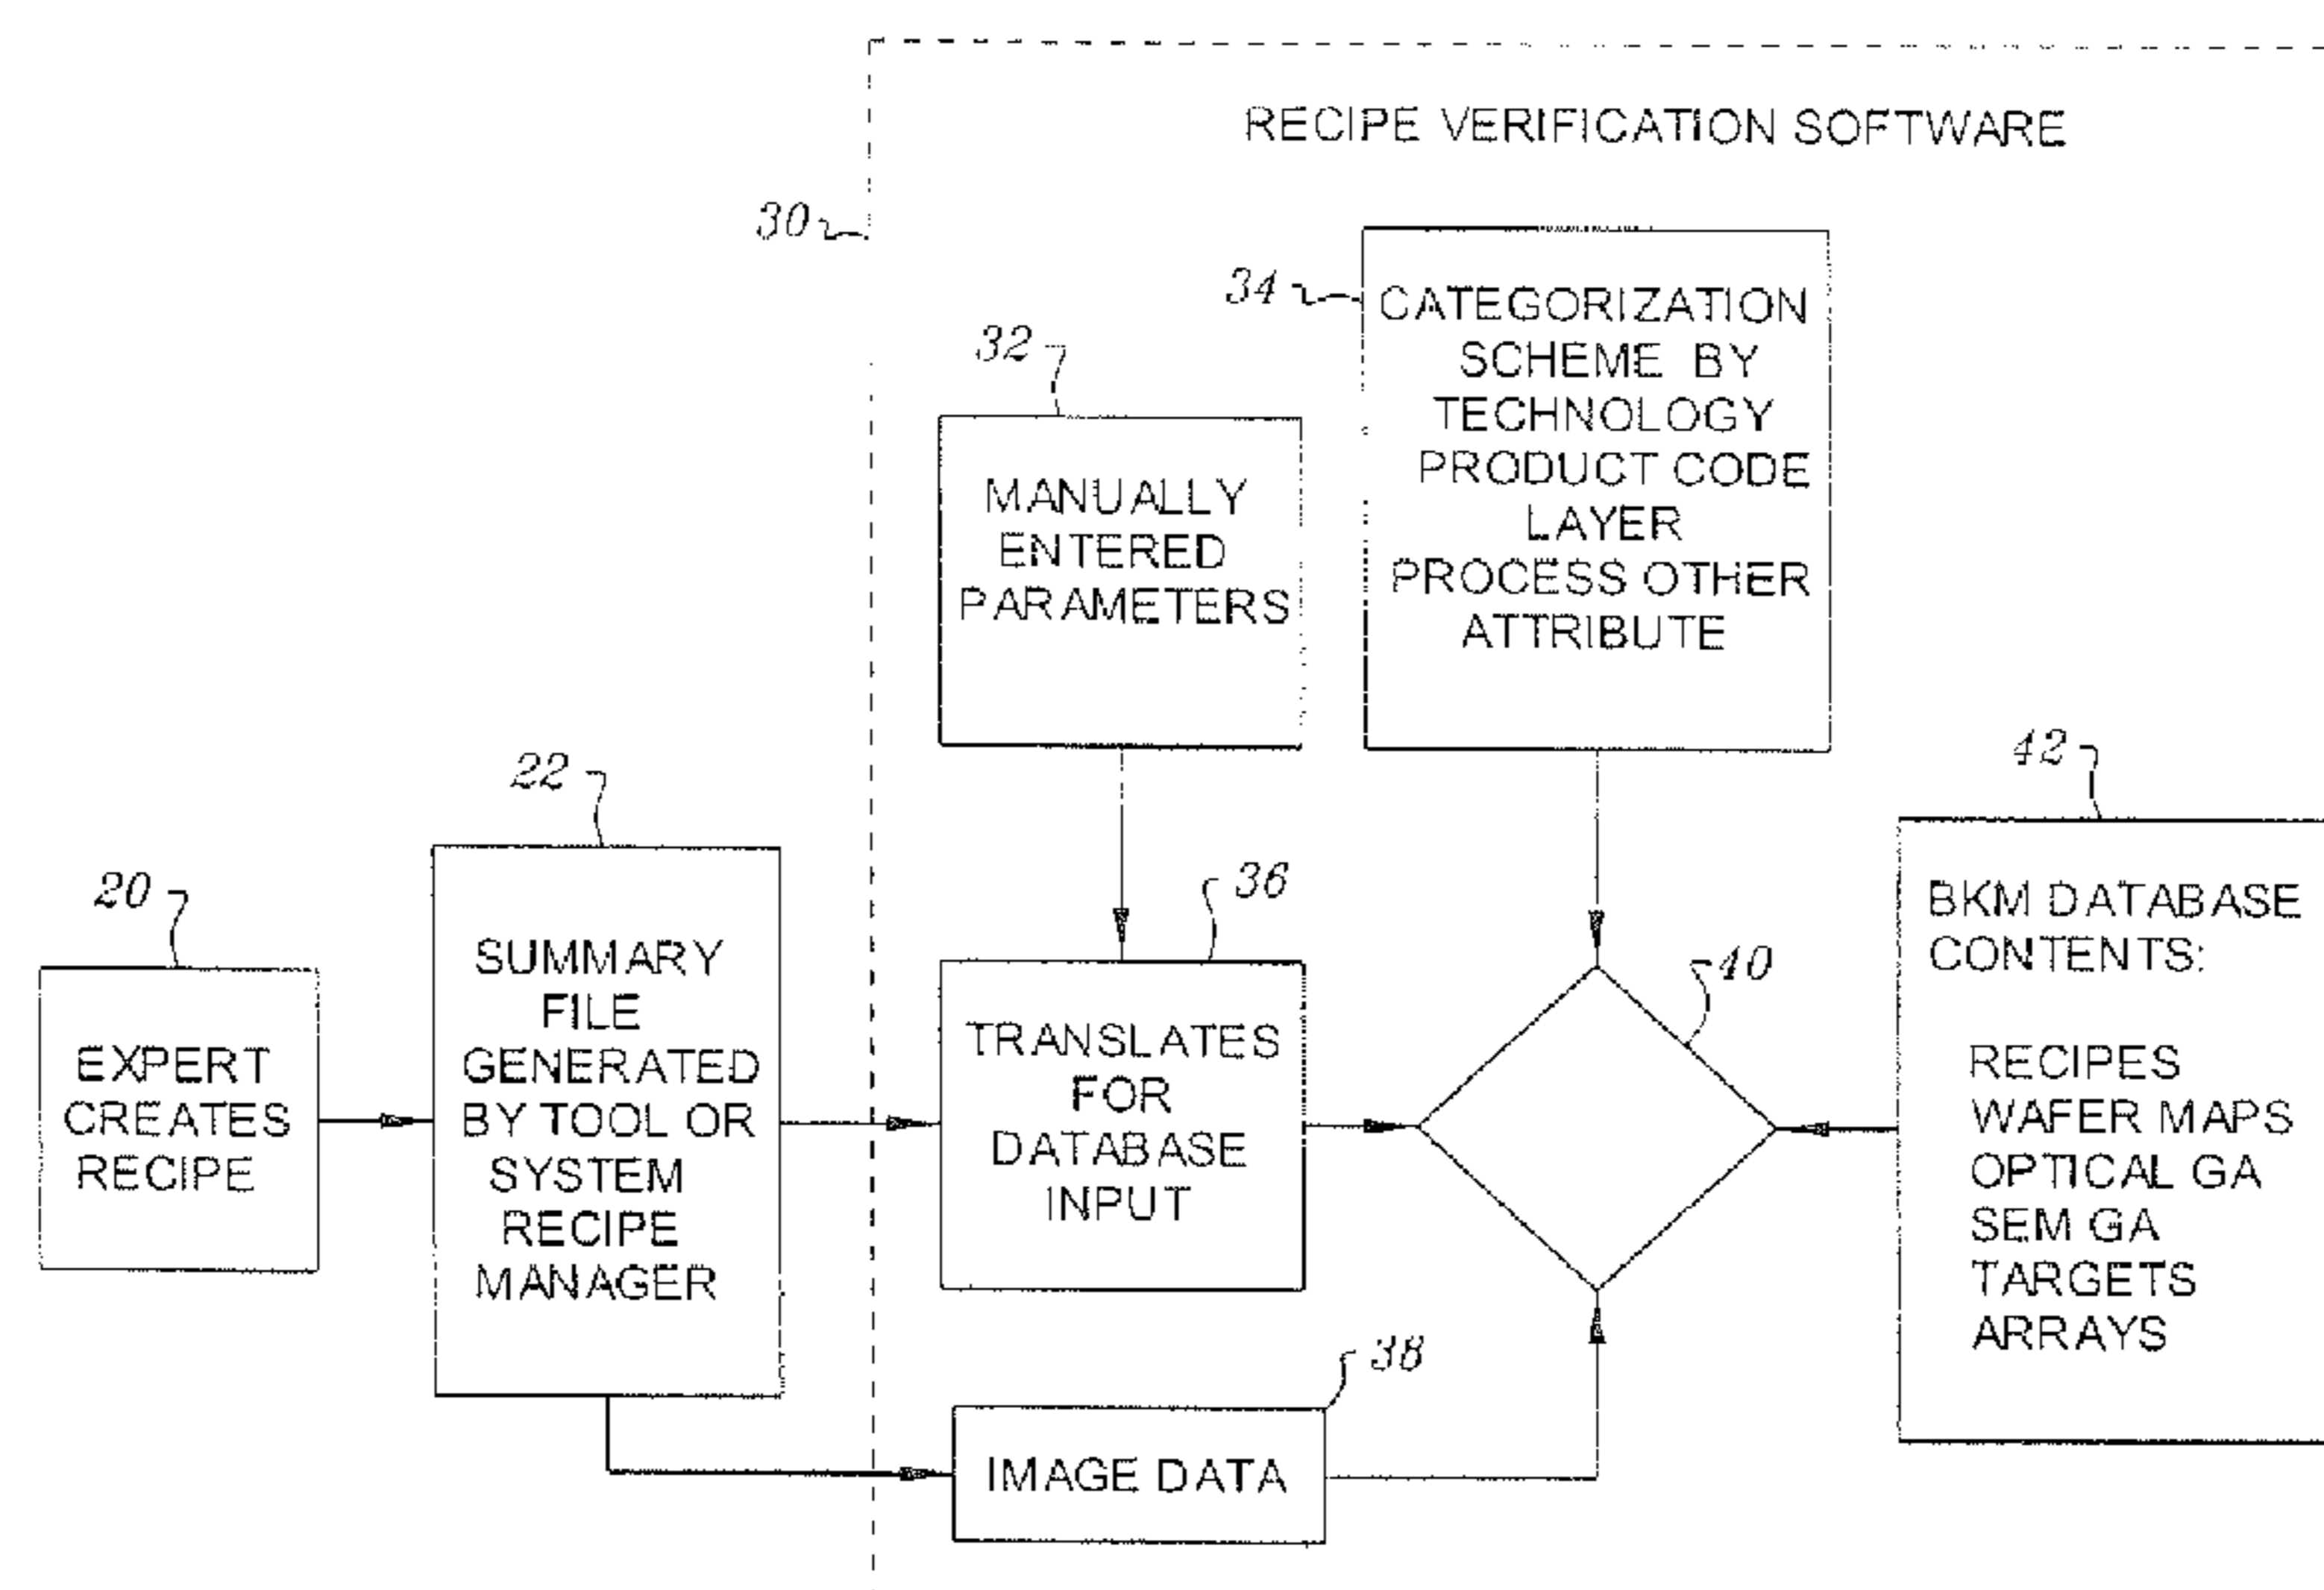 RECIPE VERIFICATION SOFTWARE
30
34
CATEGORIZATION
SCHEME BY
TECHNOLOGY
PRODUCT CODE
LAYER
PROCESS OTHER
ATTRIBUTE
32
MANUALLY
ENTERED
PARAMETERS
20
EXPERT
CREATES
RECIPE
22
SUMMARY
FILE
GENERATED
BY TOOL OR
SYSTEM
RECIPE
MANAGER
36
TRANSLATES
FOR
DATABASE
INPUT
40
42
BKM DATABASE
CONTENTS:
RECIPES
WAFER MAPS
OPTICAL GA
SEM GA
TARGETS
ARRAYS
38
IMAGE DATA